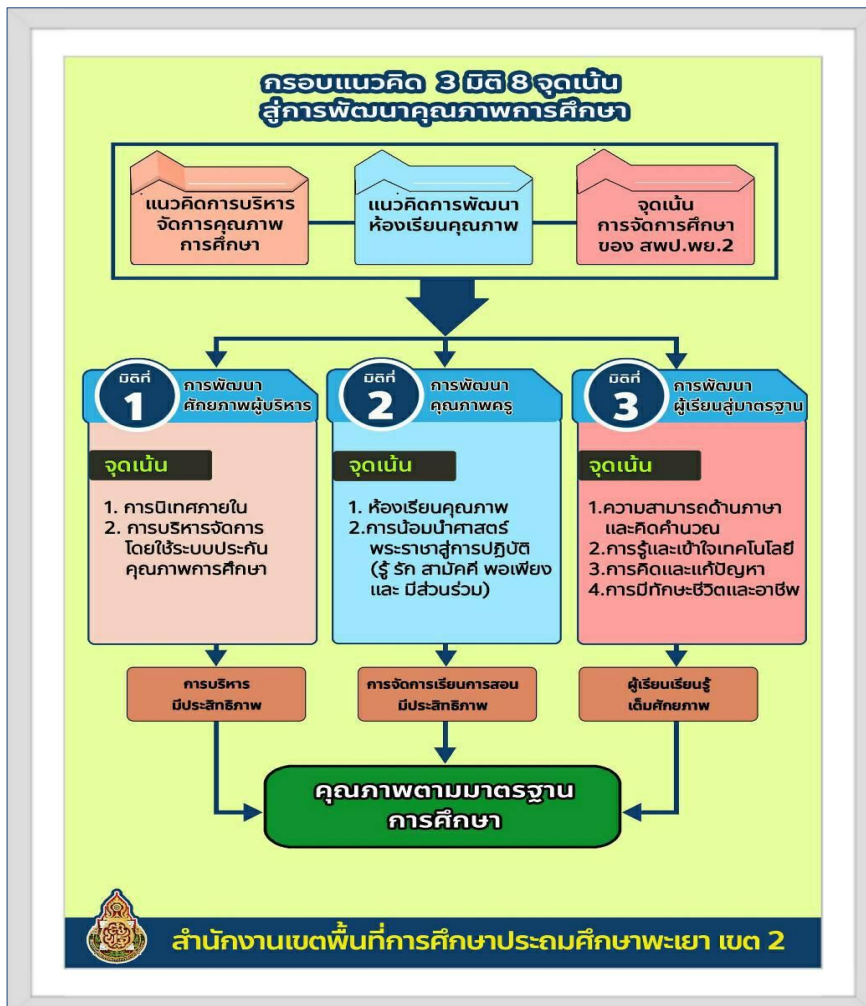 กรอบแนวคิด 3 มิติ 8 จุดเน้น
สู่การพัฒนาคุณภาพการศึกษา
แนวคิดการบริหาร
จัดการคุณภาพ
การศึกษา
แนวคิดการพัฒนา
ห้องเรียนคุณภาพ
จุดเน้น
การจัดการศึกษา
ของ สพป.พย.2
มิติที่
1
การพัฒนา
ศักยภาพผู้บริหาร
จุดเน้น
1. การนิเทศภายใน
2. การบริหารจัดการ
โดยใช้ระบบประกัน
คุณภาพการศึกษา
การบริหาร
มีประสิทธิภาพ
มิติที่
2
การพัฒนา
คุณภาพครู
จุดเน้น
1. ห้องเรียนคุณภาพ
2.การน้อมนำศาสตร์
พระราชาสู่การปฏิบัติ
(รู้ รัก สามัคคี พอเพียง
และ มีส่วนร่วม)
การจัดการเรียนการสอน
มีประสิทธิภาพ
มิติที่
3
การพัฒนา
ผู้เรียนสู่มาตรฐาน
จุดเน้น
1.ความสามารถด้านภาษา
และคิดคำนวณ
2.การรู้และเข้าใจเทคโนโลยี
3.การคิดและแก้ปัญหา
4.การมีทักษะชีวิตและอาชีพ
ผู้เรียนเรียนรู้
เต็มศักยภาพ
คุณภาพตามมาตรฐาน
การศึกษา
สำนักงานเขตพื้นที่การศึกษาประถมศึกษาพะเยา เขต 2